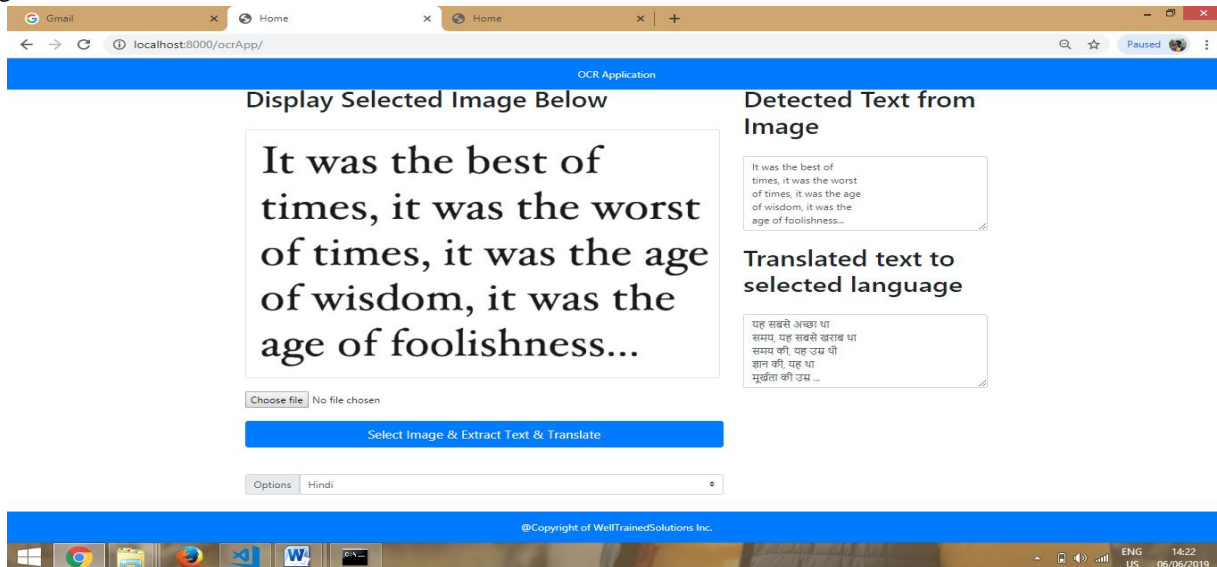 Gmail
Home
Home
localhost:8000/ocrApp/
Paused
OCR Application
Display Selected Image Below
It was the best of
times, it was the worst
of times, it was the age
of wisdom, it was the
age of foolishness...
Choose file No file chosen
Select Image & Extract Text & Translate
Options Hindi
Detected Text from
Image
It was the best of
times, it was the worst
of times, it was the age
of wisdom, it was the
age of foolishness...
Translated text to
selected language
यह सबसे अच्छा था
समय, यह सबसे खराब था
समय की, यह उम्र थी
ज्ञान की, यह था
मूर्खता की उम्र ...
@Copyright of WellTrainedSolutions Inc.
ENG 14:22
US 06/06/2019